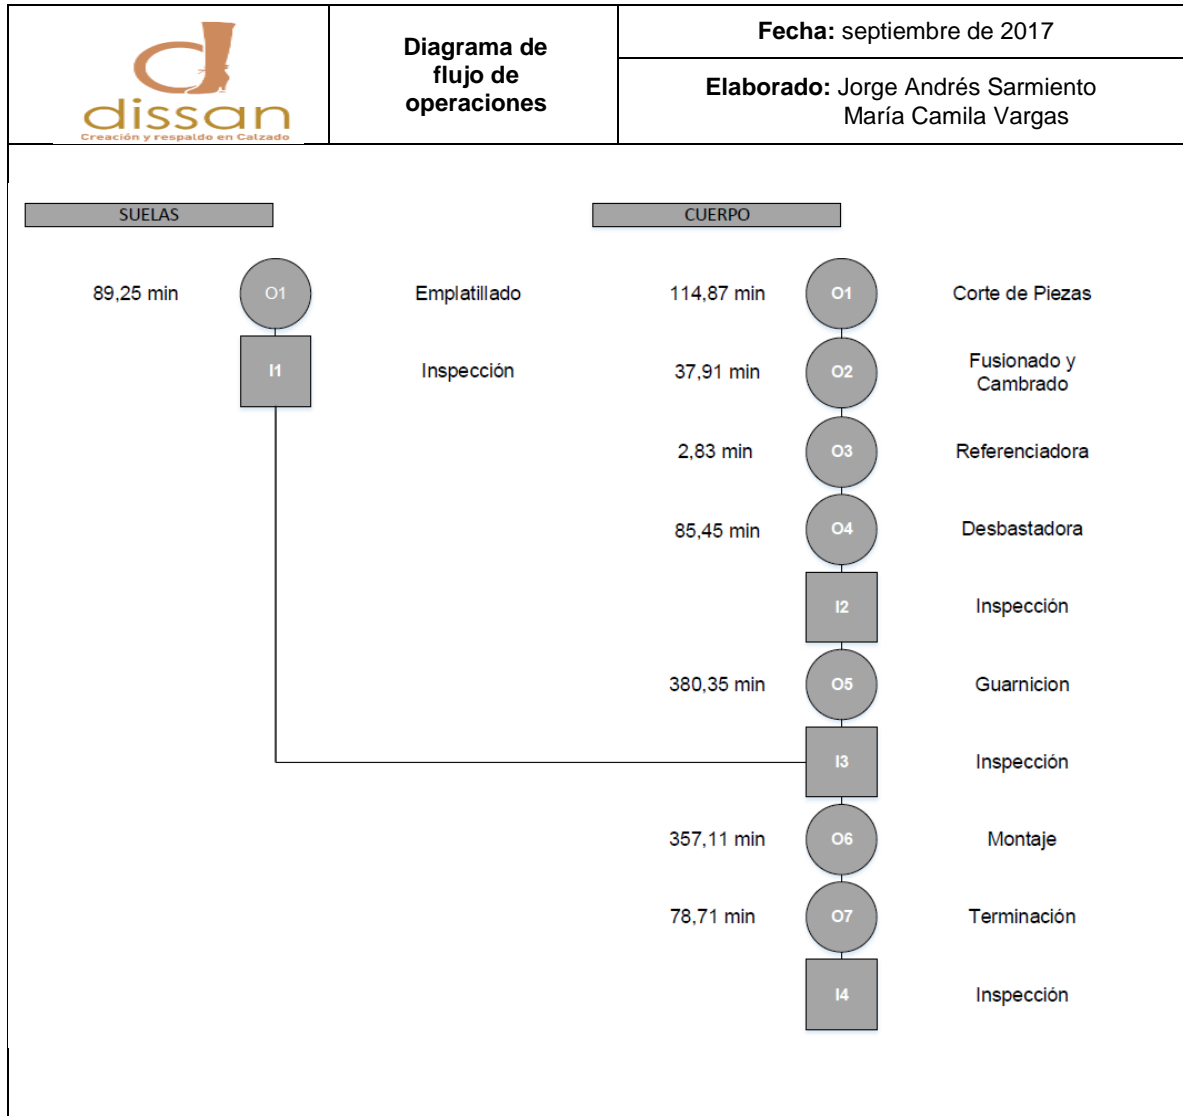 dissan
Creación y respaldo en Calzado
Diagrama de
flujo de
operaciones
Fecha: septiembre de 2017
Elaborado: Jorge Andrés Sarmiento
María Camila Vargas
SUELAS
89,25 min O1 Emplatillado
I1 Inspección
CUERPO
114,87 min O1 Corte de Piezas
37,91 min O2 Fusionado y
Cambrado
2,83 min O3 Referenciadora
85,45 min O4 Desbastadora
I2 Inspección
380,35 min O5 Guarnicion
I3 Inspección
357,11 min O6 Montaje
78,71 min O7 Terminación
I4 Inspección